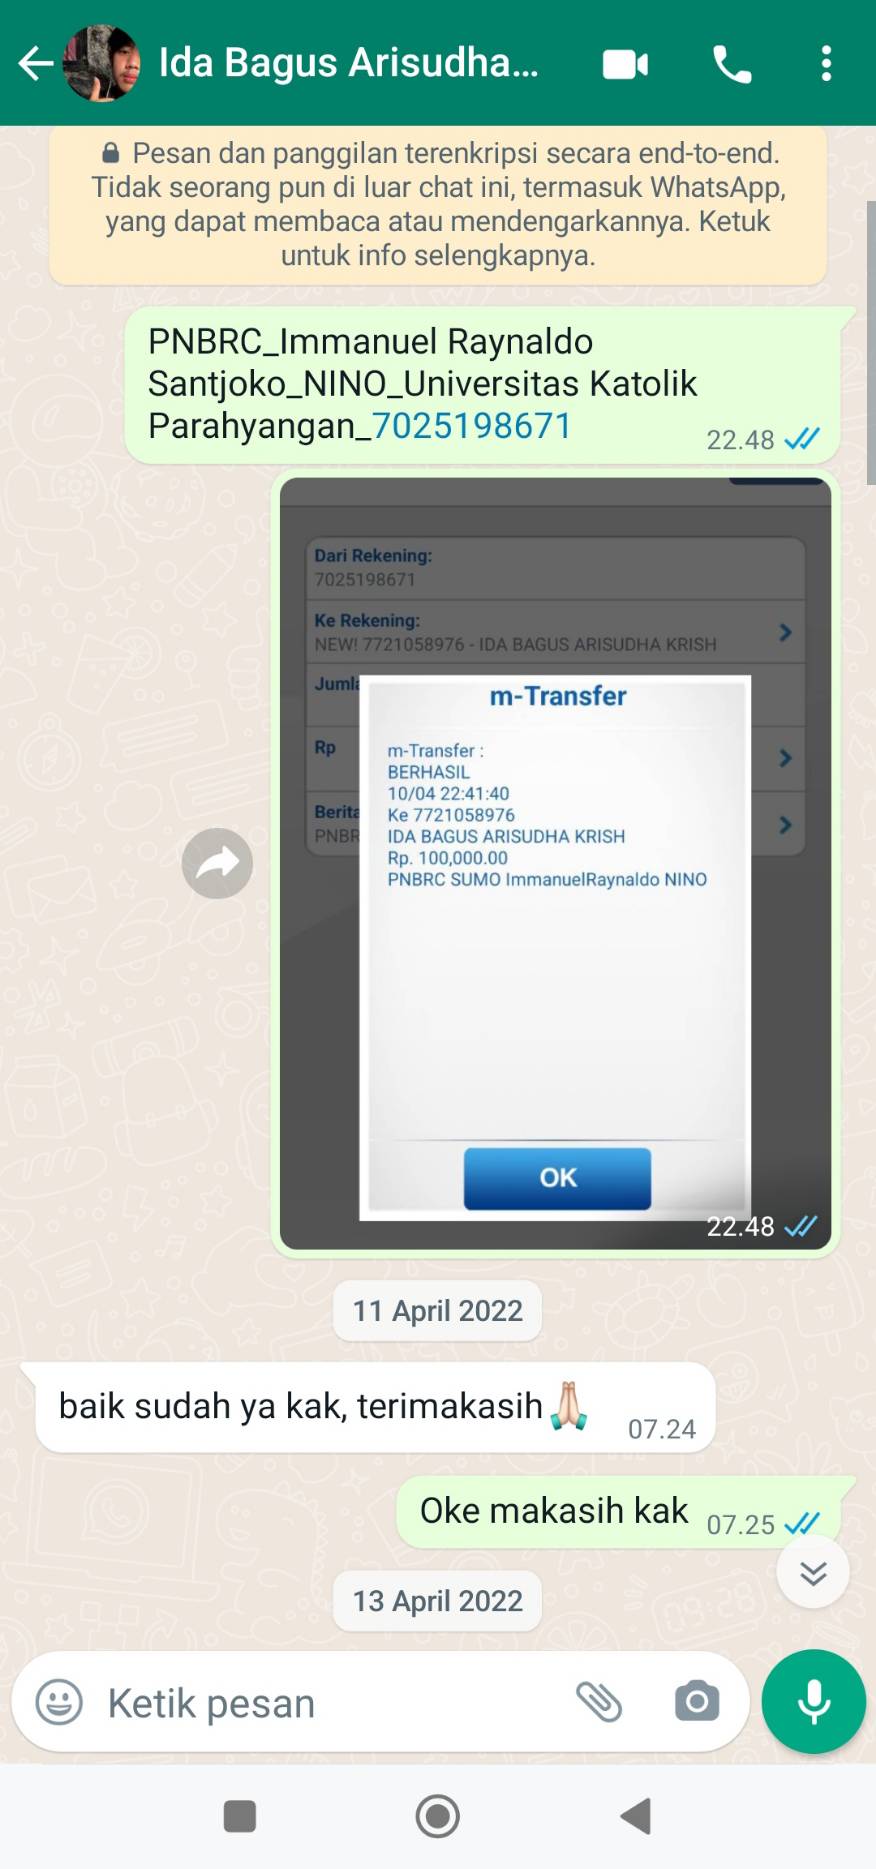 Ida Bagus Arisudha...
Pesan dan panggilan terenkripsi secara end-to-end.
Tidak seorang pun di luar chat ini, termasuk WhatsApp,
yang dapat membaca atau mendengarkannya. Ketuk
untuk info selengkapnya.
PNBRC_Immanuel Raynaldo
Santjoko_NINO_Universitas Katolik
Parahyangan_7025198671
22.48
Dari Rekening:
7025198671
Ke Rekening:
NEW! 7721058976 - IDA BAGUS ARISUDHA KRISH
Jumla
Rp
Berita
PNBR
m-Transfer
m-Transfer :
BERHASIL
10/04 22:41:40
Ke 7721058976
IDA BAGUS ARISUDHA KRISH
Rp. 100,000.00
PNBRC SUMO ImmanuelRaynaldo NINO
OK
22.48
11 April 2022
baik sudah ya kak, terimakasih🙏🏻
07.24
Oke makasih kak
07.25
13 April 2022
Ketik pesan